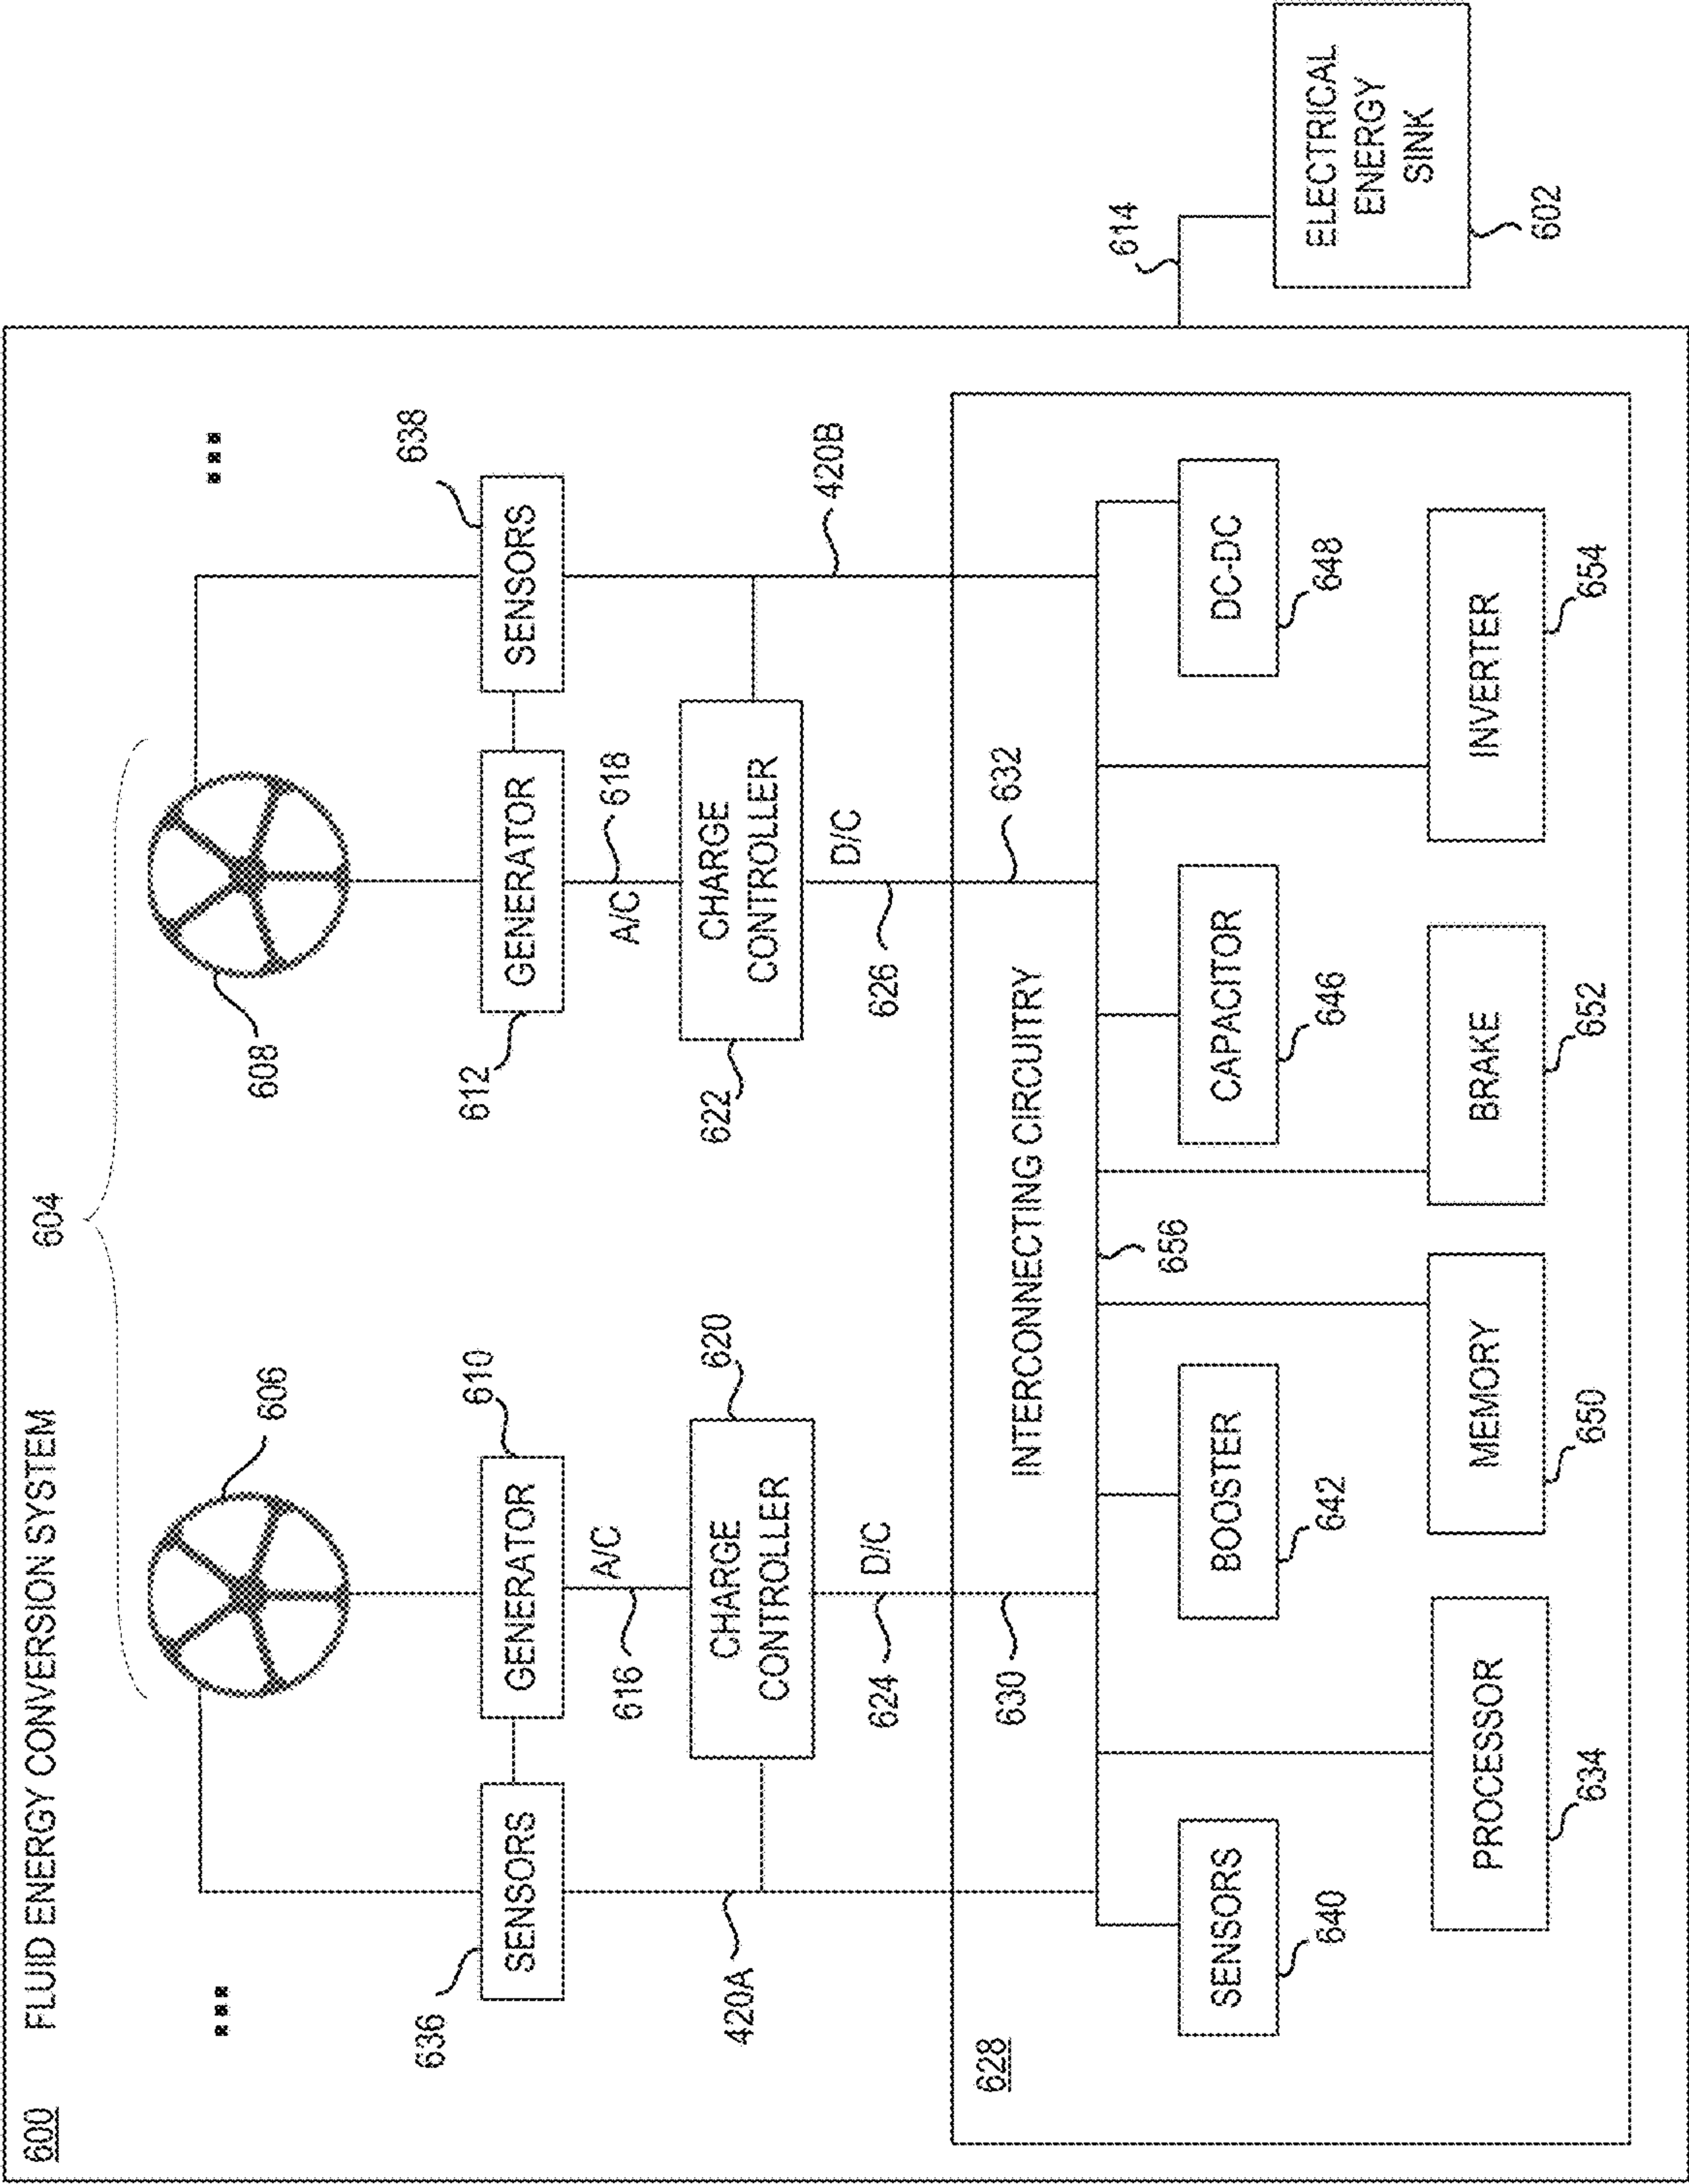 600 FLUID ENERGY CONVERSION SYSTEM
604
606
608
610
612
636
SENSORS
GENERATOR
GENERATOR
SENSORS
638
616
A/C
A/C
618
620
622
CHARGE
CONTROLLER
CHARGE
CONTROLLER
420A
420B
624
D/C
626
D/C
628
630
INTERCONNECTING CIRCUITRY
632
656
614
SENSORS
640
BOOSTER
642
CAPACITOR
646
DC-DC
648
PROCESSOR
634
MEMORY
650
BRAKE
652
INVERTER
654
ELECTRICAL
ENERGY
SINK
602